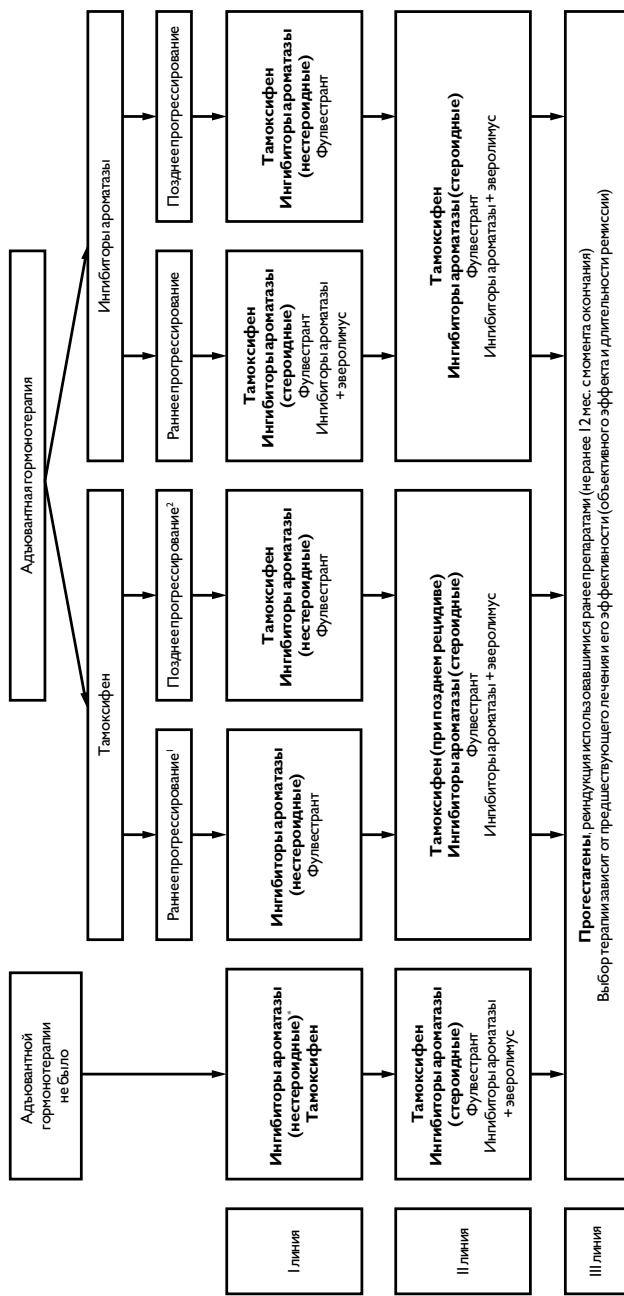 Адъювантной
гормонотерапии
не было
Адъювантная гормонотерапия
Тамоксифен
Ингибиторы ароматазы
Раннее прогрессирование¹
Позднее прогрессирование²
Раннее прогрессирование
Позднее прогрессирование
I линия
Ингибиторы ароматазы
(нестероидные)*
Тамоксифен
Ингибиторы ароматазы
(нестероидные)
Фулвестрант
Тамоксифен
Ингибиторы ароматазы
(нестероидные)
Фулвестрант
Тамоксифен
Ингибиторы ароматазы
(стероидные)
Фулвестрант
Ингибиторы ароматазы
+ эверолимус
Тамоксифен
Ингибиторы ароматазы
(нестероидные)
Фулвестрант
II линия
Тамоксифен
Ингибиторы ароматазы
(стероидные)
Фулвестрант
Ингибиторы ароматазы
+ эверолимус
Тамоксифен (при позднем рецидиве)
Ингибиторы ароматазы (стероидные)
Фулвестрант
Ингибиторы ароматазы + эверолимус
Тамоксифен
Ингибиторы ароматазы (стероидные)
Фулвестрант
Ингибиторы ароматазы + эверолимус
III линия
Прогестагены, реиндукция использовавшимися ранее препаратами (не ранее 12 мес. с момента окончания)
Выбор терапии зависит от предшествующего лечения и его эффективности (объективного эффекта и длительности ремиссии)